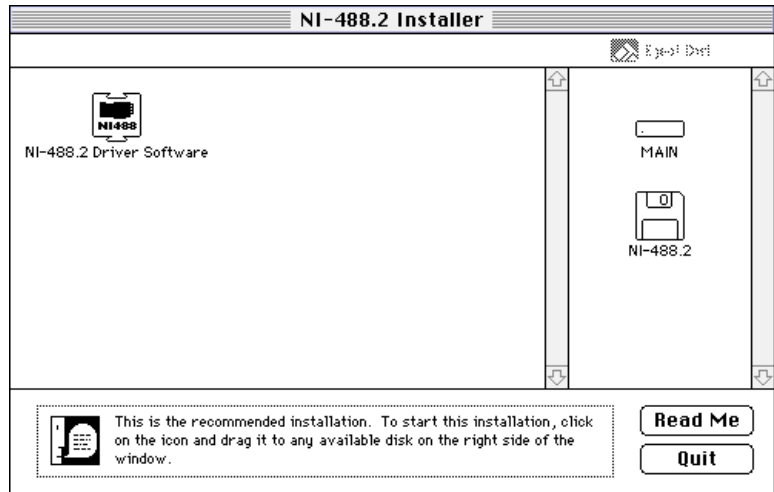 NI-488.2 Installer
Eject Disk
NI488
NI-488.2 Driver Software
MAIN
NI-488.2
This is the recommended installation. To start this installation, click
on the icon and drag it to any available disk on the right side of the
window.
Read Me
Quit